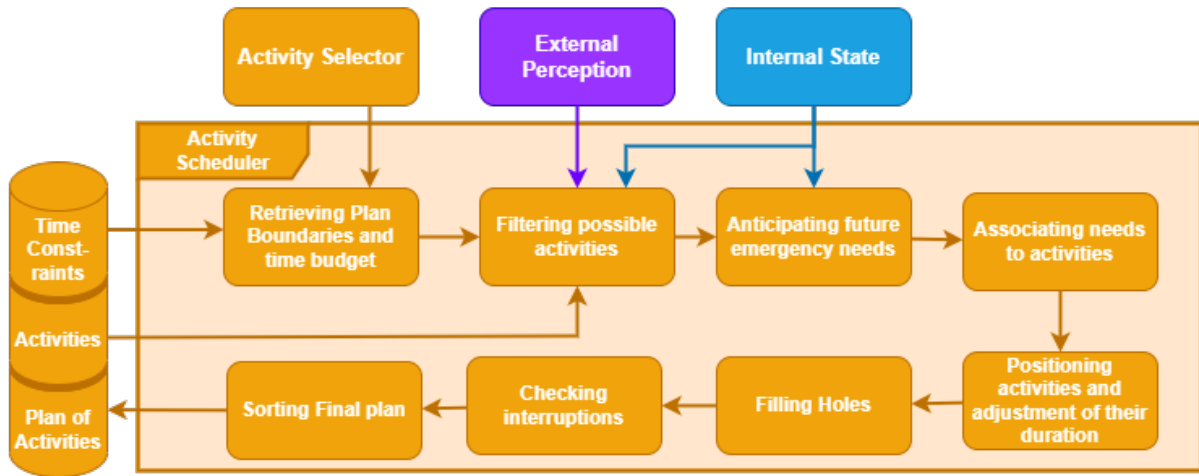 Activity Selector
External
Perception
Internal State
Activity
Scheduler
Time
Const-
raints
Activities
Plan of
Activities
Retrieving Plan
Boundaries and
time budget
Filtering possible
activities
Anticipating future
emergency needs
Associating needs
to activities
Sorting Final plan
Checking
interruptions
Filling Holes
Positioning
activities and
adjustment of their
duration